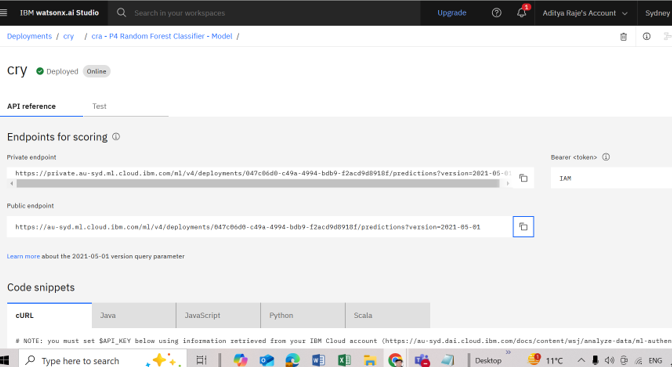 IBM watsonx.ai Studio
Search in your workspaces
Upgrade
1
Aditya Raje's Account
Sydney
Deployments / cry / cra - P4 Random Forest Classifier - Model /
cry
Deployed
Online
API reference
Test
Endpoints for scoring
Private endpoint
Bearer <token>
https://private.au-syd.ml.cloud.ibm.com/ml/v4/deployments/047c06d0-c49a-4994-bdb9-f2acd9d8918f/predictions?version=2021-05-01
IAM
Public endpoint
https://au-syd.ml.cloud.ibm.com/ml/v4/deployments/047c06d0-c49a-4994-bdb9-f2acd9d8918f/predictions?version=2021-05-01
Learn more about the 2021-05-01 version query parameter
Code snippets
cURL
Java
JavaScript
Python
Scala
# NOTE: you must set $API_KEY below using information retrieved from your IBM Cloud account (https://au-syd.dai.cloud.ibm.com/docs/content/wsj/analyze-data/ml-authen
Type here to search
Desktop
11°C
ENG